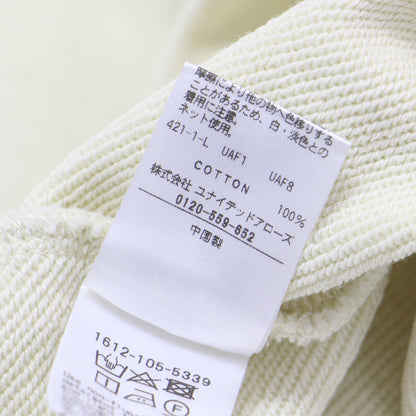 摩擦により他の物へ色移りする
ことがあるため、白・淡色との
着用に注意。
ネット使用。
421-1-L UAF1 UAF8
COTTON 100%
株式会社 ユナイテッドアローズ
0120-559-652
中国製
1612-105-5339